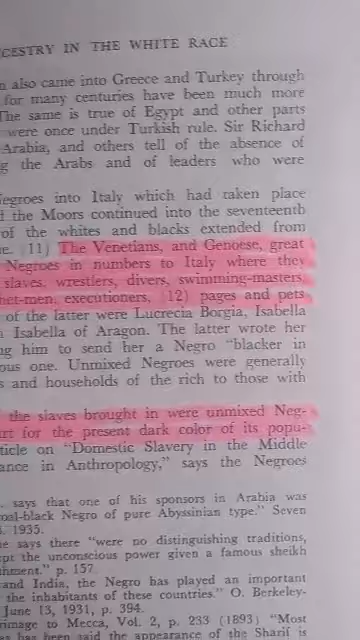 CESTRY IN THE WHITE RACE
also came into Greece and Turkey through
for many centuries have been much more
The same is true of Egypt and other parts
were once under Turkish rule. Sir Richard
Arabia, and others tell of the absence of
the Arabs and of leaders who were
Negroes into Italy which had taken place
the Moors continued into the seventeenth
of the whites and blacks extended from
(11) The Venetians, and Genoese, great
Negroes in numbers to Italy where they
slaves, wrestlers, divers, swimming-masters,
het-men, executioners, (12) pages and pets
of the latter were Lucrecia Borgia, Isabella
Isabella of Aragon. The latter wrote her
ng him to send her a Negro "blacker in
ous one. Unmixed Negroes were generally
s and households of the rich to those with
the slaves brought in were unmixed Neg-
rt for the present dark color of its popu-
ticle on "Domestic Slavery in the Middle
ance in Anthropology," says the Negroes
says that one of his sponsors in Arabia was
oal-black Negro of pure Abyssinian type." Seven
1935.
e says there "were no distinguishing traditions,
pt the unconscious power given a famous sheikh
hment." p. 157.
and India, the Negro has played an important
the inhabitants of these countries." O. Berkeley-
June 13, 1931, p. 394.
rimage to Mecca, Vol. 2, p. 233 (1893) "Most
has been said the appearance of the Sharif is